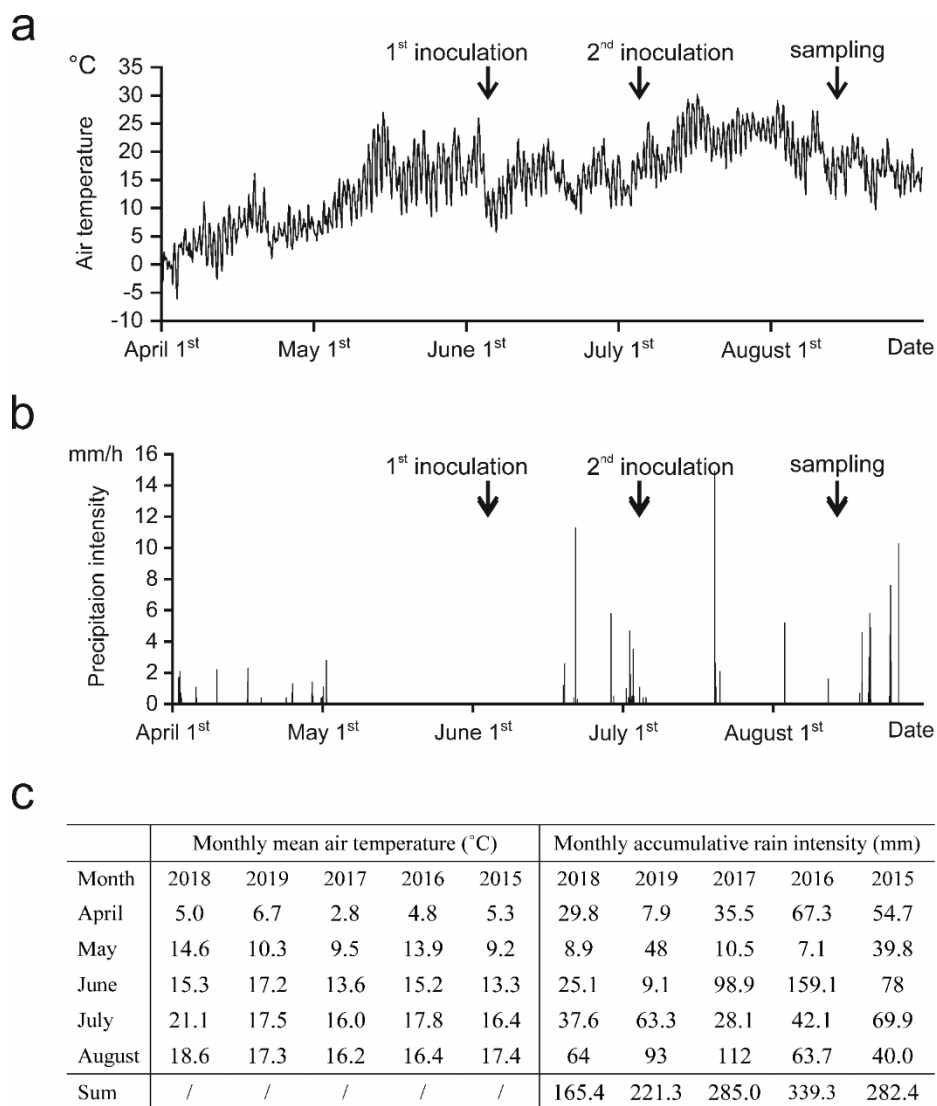 a
°C 1st inoculation 2nd inoculation sampling
35
30
25
20
15
10
5
0
-5
-10
Air temperature
April 1st May 1st June 1st July 1st August 1st Date
b
mm/h 1st inoculation 2nd inoculation sampling
16
14
12
10
8
6
4
2
0
Precipitaion intensity
April 1st May 1st June 1st July 1st August 1st Date
c
Monthly mean air temperature (˚C) Monthly accumulative rain intensity (mm)
Month 2018 2019 2017 2016 2015 2018 2019 2017 2016 2015
April 5.0 6.7 2.8 4.8 5.3 29.8 7.9 35.5 67.3 54.7
May 14.6 10.3 9.5 13.9 9.2 8.9 48 10.5 7.1 39.8
June 15.3 17.2 13.6 15.2 13.3 25.1 9.1 98.9 159.1 78
July 21.1 17.5 16.0 17.8 16.4 37.6 63.3 28.1 42.1 69.9
August 18.6 17.3 16.2 16.4 17.4 64 93 112 63.7 40.0
Sum / / / / / 165.4 221.3 285.0 339.3 282.4